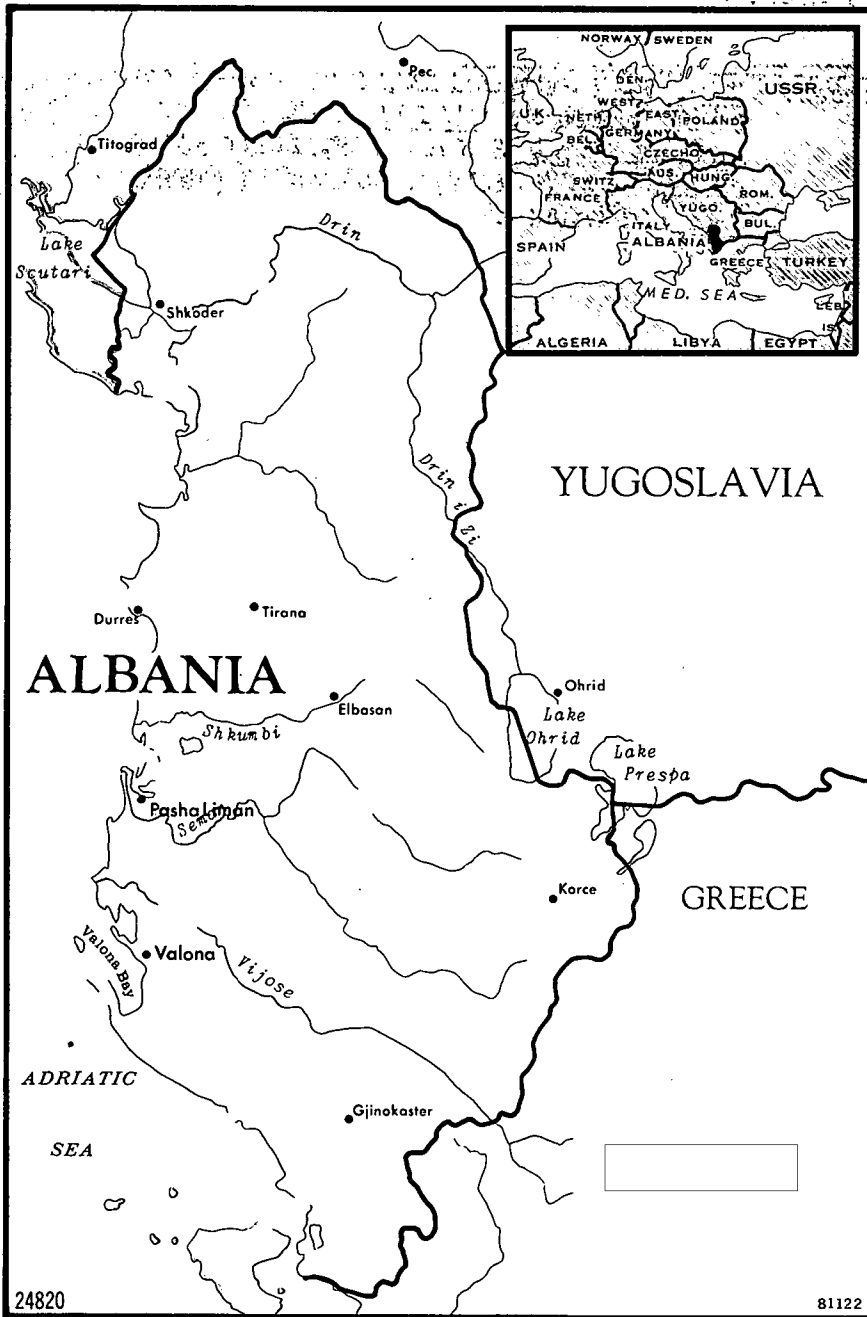 Pec.
Titograd
Lake
Scutari
Drin
Shkoder
NORWAY SWEDEN
DEN
USSR
U.K.
NETH
WEST
EAST
POLAND
BEL
GERMANY
CZECHO
SWITZ
AUS
HUNG
ROM.
FRANCE
YUGO.
BUL
ITALY
ALBANIA
SPAIN
GREECE
TURKEY
MED. SEA
LEB
IS
ALGERIA
LIBYA
EGYPT
Drin i Zi
YUGOSLAVIA
Durres
Tirana
ALBANIA
Elbasan
Ohrid
Lake
Ohrid
Shkumbi
Lake
Prespa
Pasha Liman
Seman
Korce
GREECE
Valona
Valona Bay
Vijose
ADRIATIC
SEA
Gjinokaster
24820
81122